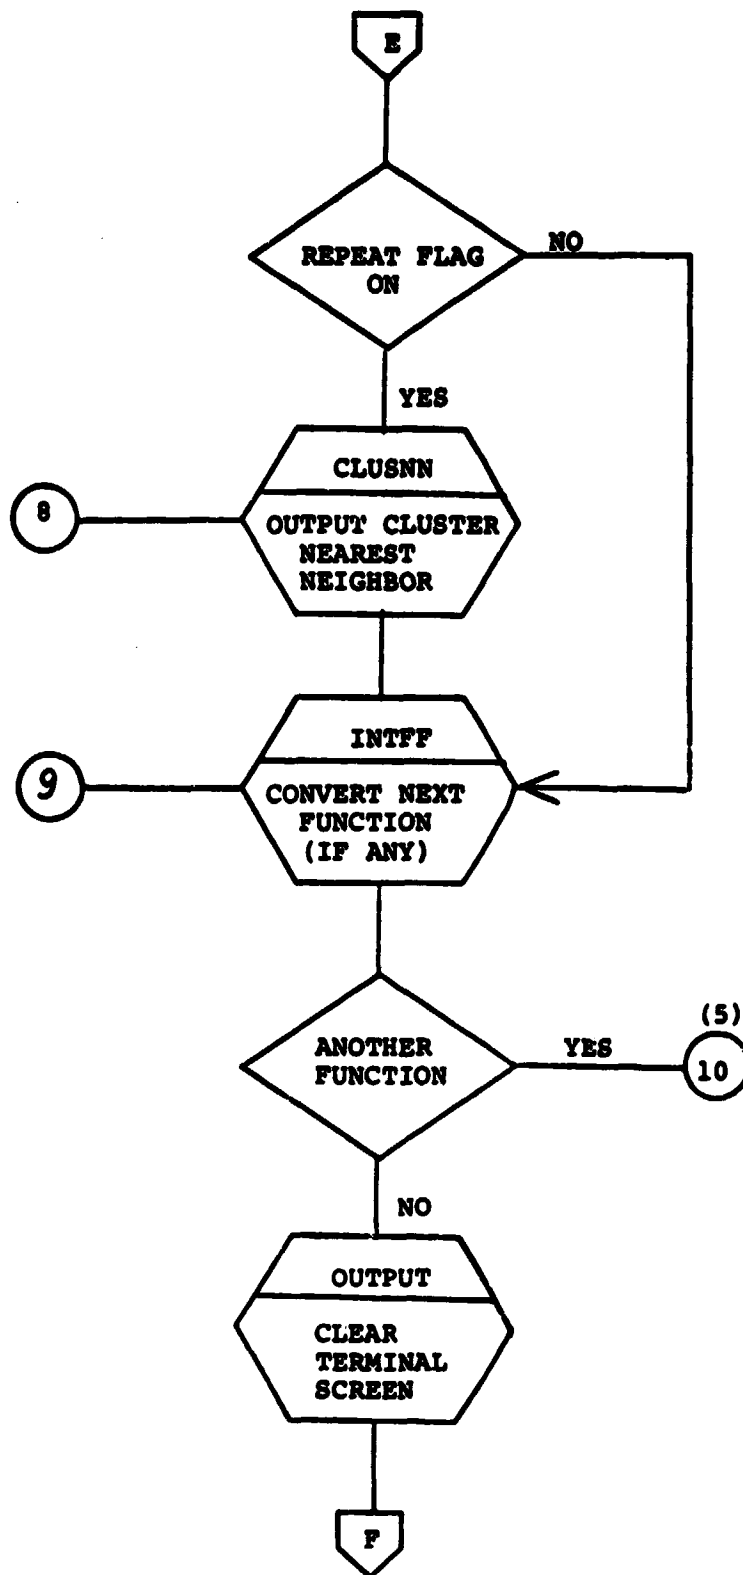 E
REPEAT FLAG
ON
NO
YES
CLUSNN
8
OUTPUT CLUSTER
NEAREST
NEIGHBOR
INTFF
9
CONVERT NEXT
FUNCTION
(IF ANY)
(5)
ANOTHER
FUNCTION
YES
10
NO
OUTPUT
CLEAR
TERMINAL
SCREEN
F